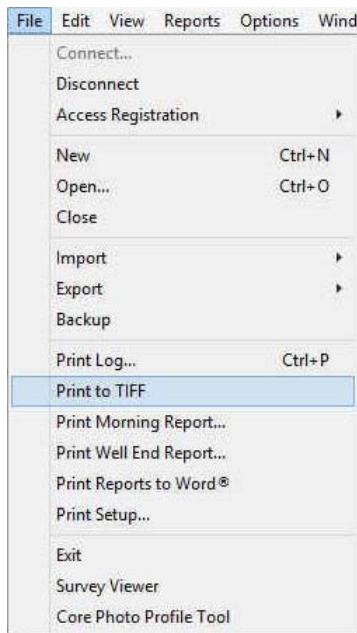 File Edit View Reports Options Wind
Connect...
Disconnect
Access Registration
New Ctrl+N
Open... Ctrl+O
Close
Import
Export
Backup
Print Log... Ctrl+P
Print to TIFF
Print Morning Report...
Print Well End Report...
Print Reports to Word®
Print Setup...
Exit
Survey Viewer
Core Photo Profile Tool